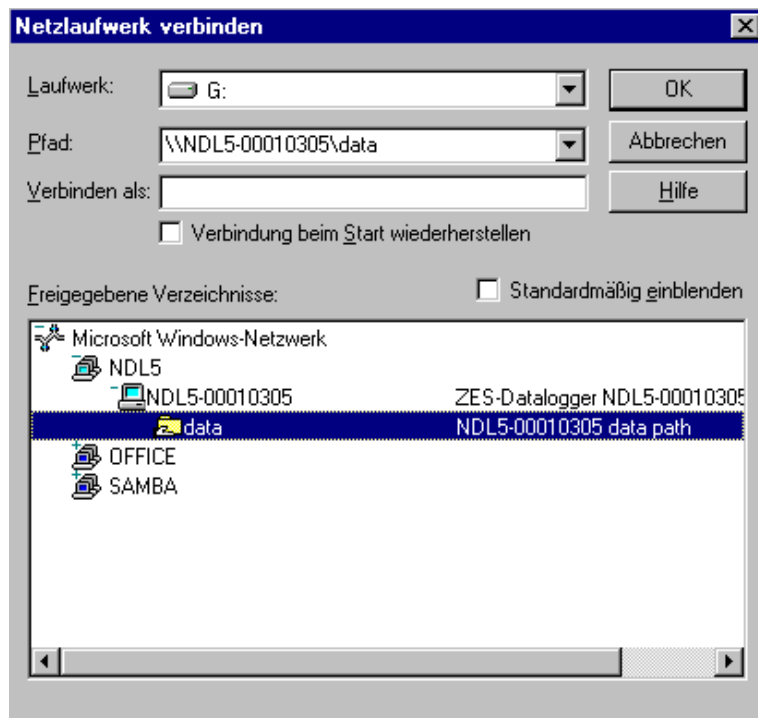 Netzlaufwerk verbinden
Laufwerk: G: OK
Pfad: \\NDL5-00010305\data Abbrechen
Verbinden als: Hilfe
Verbindung beim Start wiederherstellen
Freigegebene Verzeichnisse: Standardmäßig einblenden
Microsoft Windows-Netzwerk
NDL5
NDL5-00010305 ZES-Datalogger NDL5-00010305
data NDL5-00010305 data path
OFFICE
SAMBA